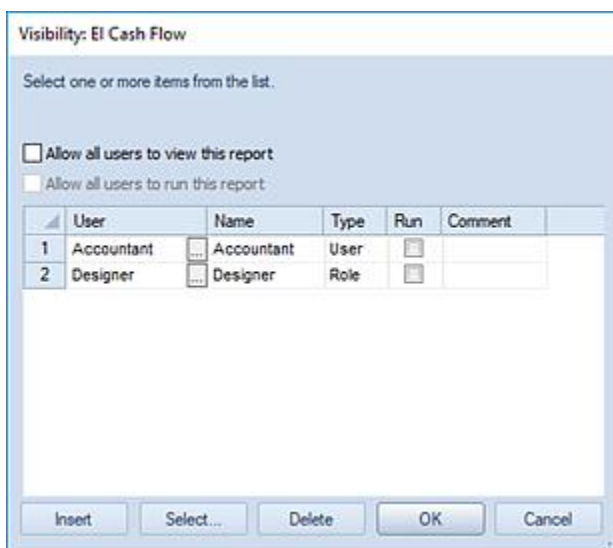 Visibility: EI Cash Flow
Select one or more items from the list.
Allow all users to view this report
Allow all users to run this report
User Name Type Run Comment
1 Accountant ... Accountant User
2 Designer ... Designer Role
Insert Select... Delete OK Cancel